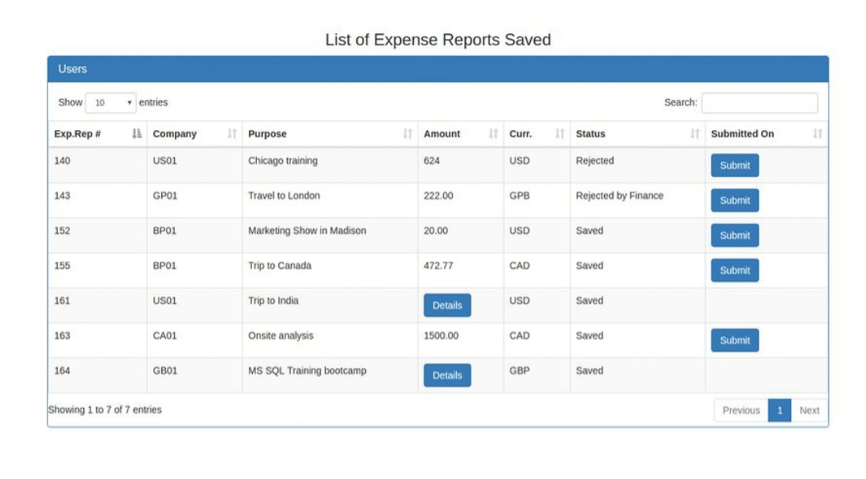 List of Expense Reports Saved
Users
Show 10 entries Search:
Exp.Rep # Company Purpose Amount Curr. Status Submitted On
140 US01 Chicago training 624 USD Rejected Submit
143 GP01 Travel to London 222.00 GPB Rejected by Finance Submit
152 BP01 Marketing Show in Madison 20.00 USD Saved Submit
155 BP01 Trip to Canada 472.77 CAD Saved Submit
161 US01 Trip to India Details USD Saved
163 CA01 Onsite analysis 1500.00 CAD Saved Submit
164 GB01 MS SQL Training bootcamp Details GBP Saved
Showing 1 to 7 of 7 entries Previous 1 Next